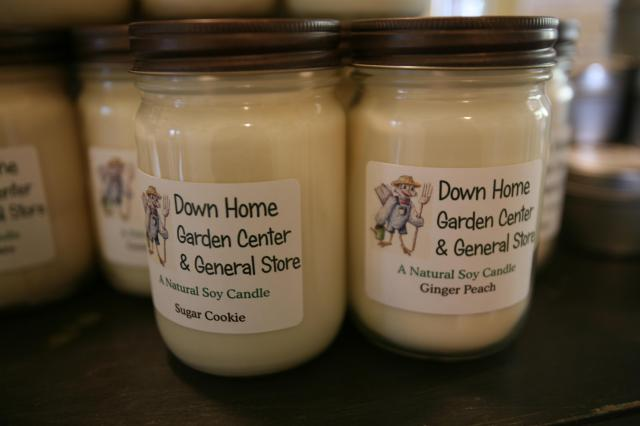 Down Home
Garden Center
& General Store
A Natural Soy Candle
Sugar Cookie
Down Home
Garden Center
& General Store
A Natural Soy Candle
Ginger Peach